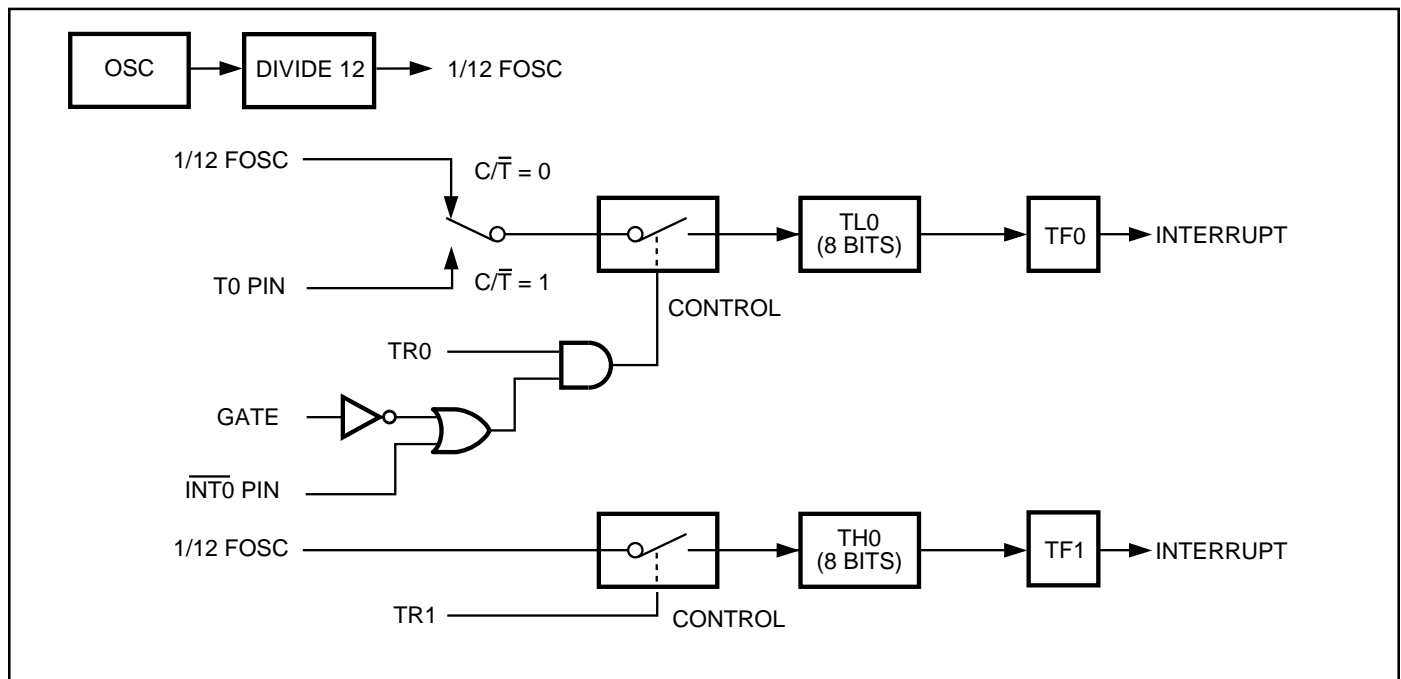 OSC
DIVIDE 12
1/12 FOSC
1/12 FOSC
C/T̅ = 0
TL0
(8 BITS)
TF0
INTERRUPT
T0 PIN
C/T̅ = 1
CONTROL
TR0
GATE
I̅N̅T̅0̅ PIN
1/12 FOSC
TH0
(8 BITS)
TF1
INTERRUPT
TR1
CONTROL